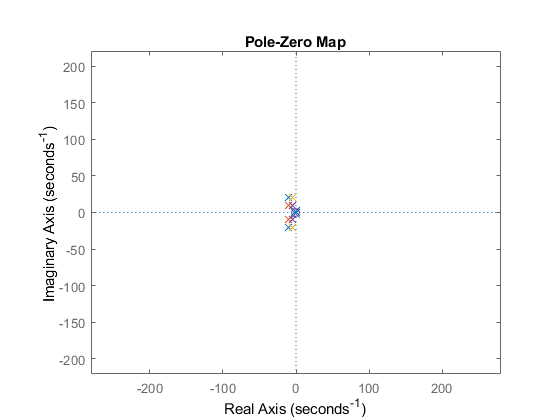 Pole-Zero Map
200
150
100
50
0
-50
-100
-150
-200
Imaginary Axis (seconds⁻¹)
-200 -100 0 100 200
Real Axis (seconds⁻¹)